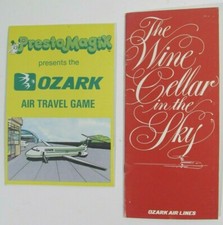 PrestoMagiX
presents the
OZARK
AIR TRAVEL GAME
The
Wine
Cellar
in the
Sky
OZARK AIR LINES